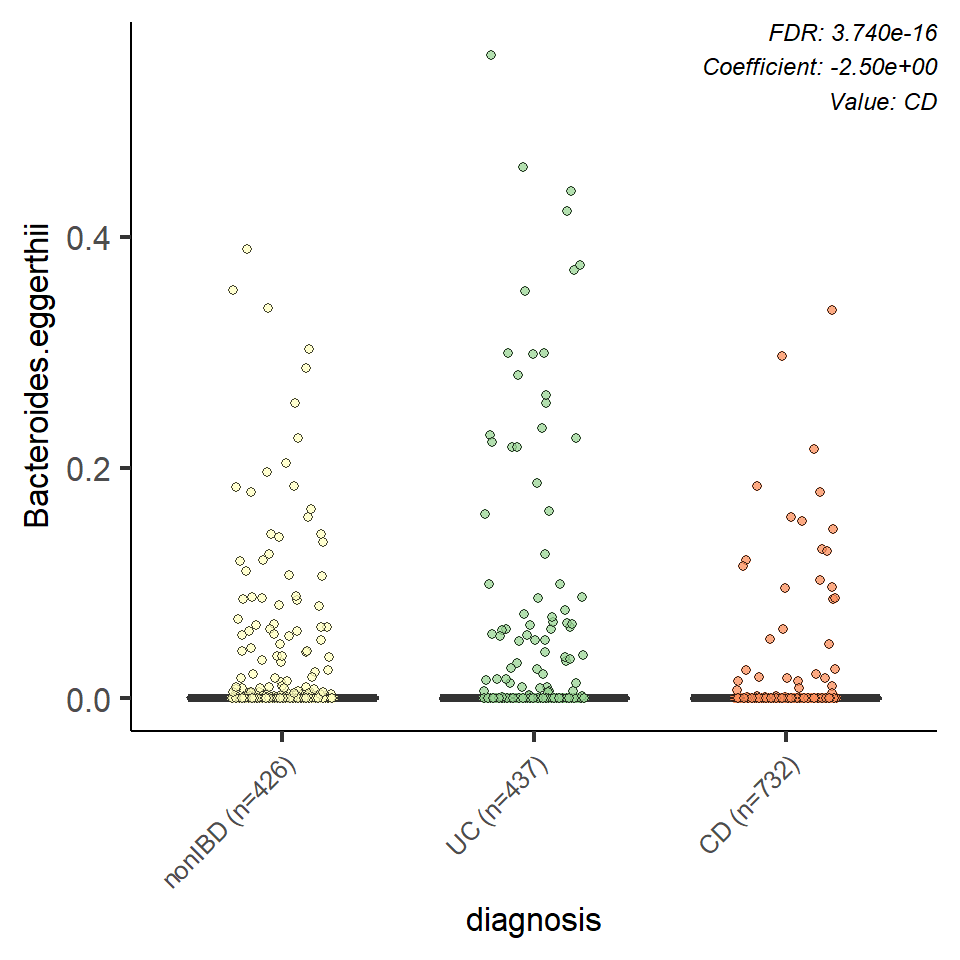 FDR: 3.740e-16
Coefficient: -2.50e+00
Value: CD
Bacteroides.eggerthii
0.4
0.2
0.0
nonIBD (n=426)
UC (n=437)
CD (n=732)
diagnosis